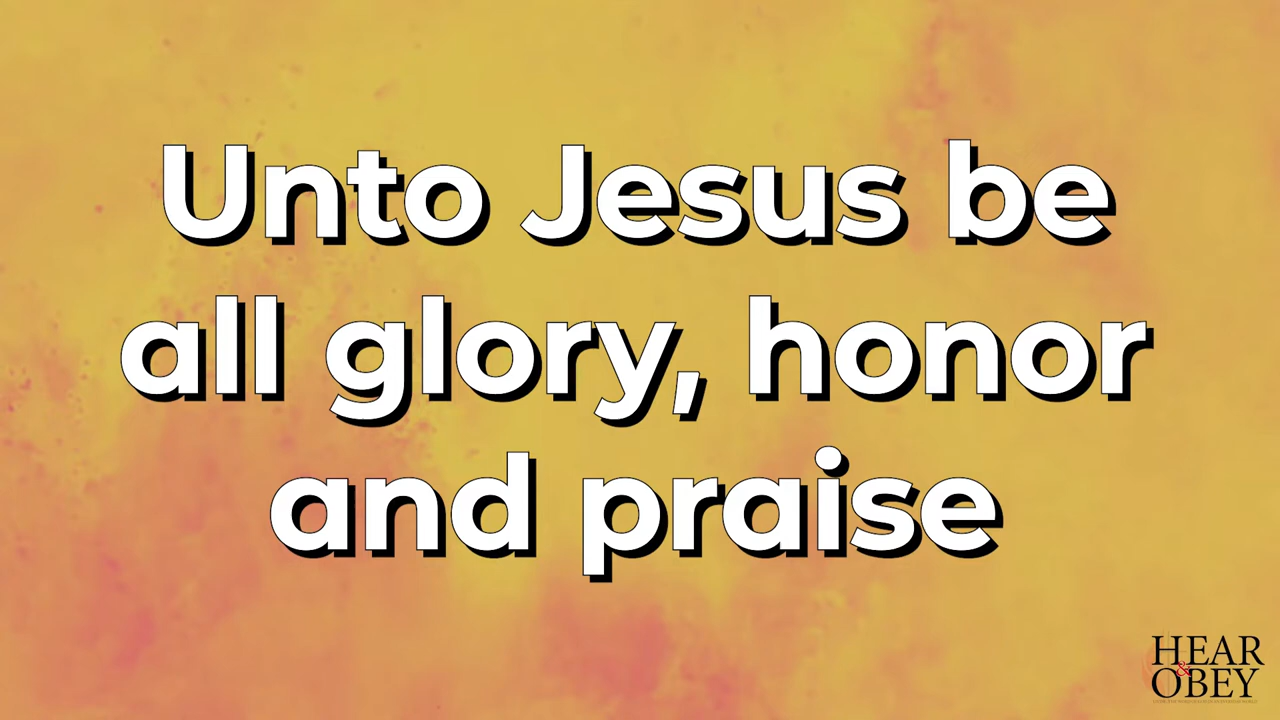 Unto Jesus be
all glory, honor
and praise
HEAR
&
OBEY